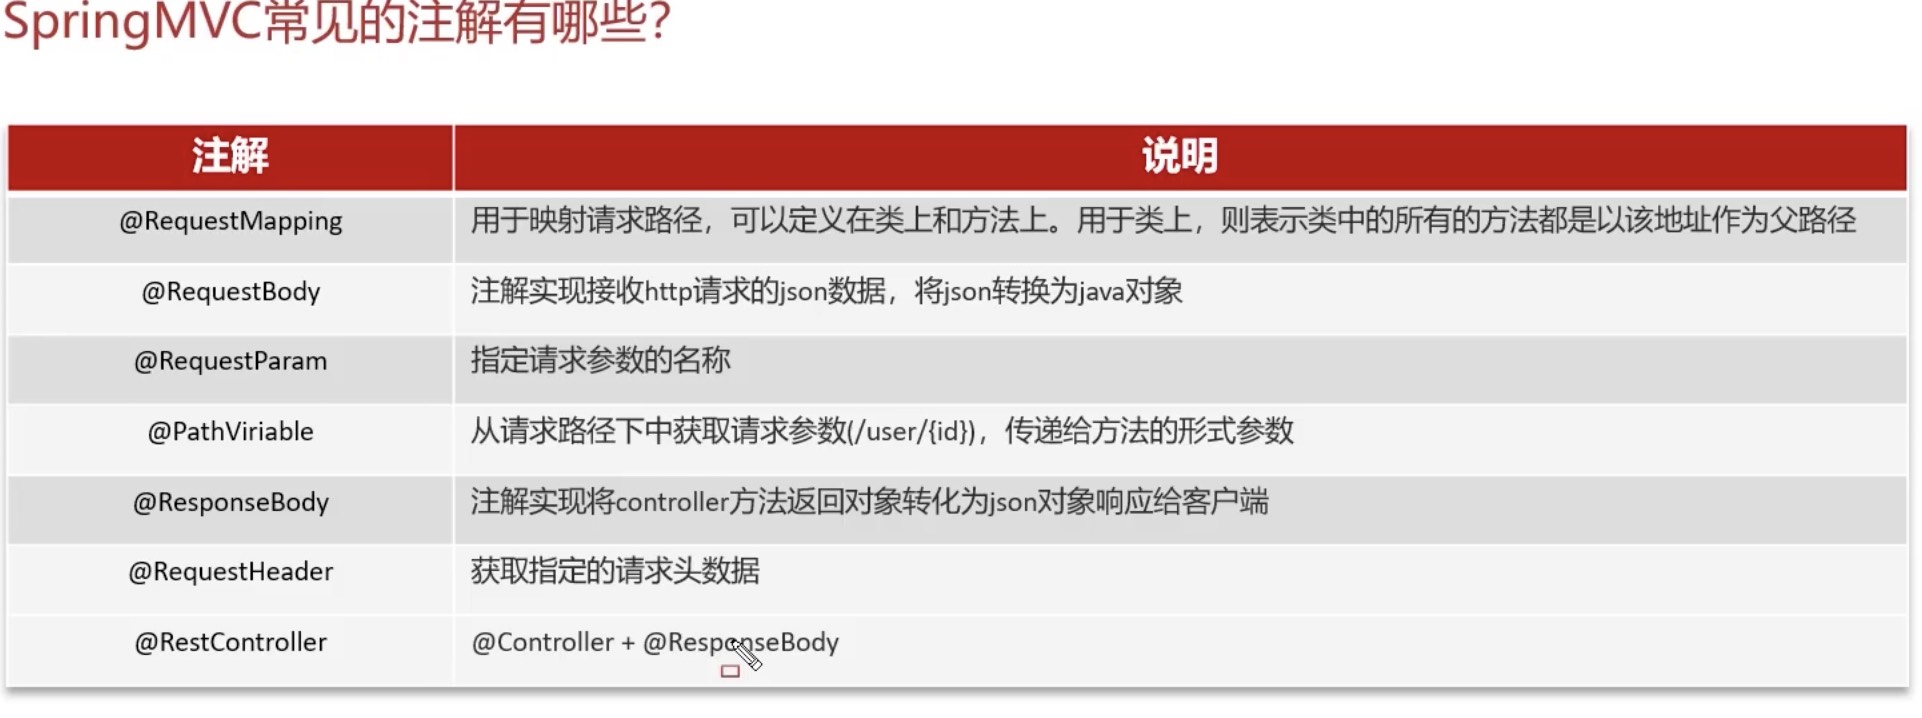 SpringMVC常见的注解有哪些?
注解 说明
@RequestMapping 用于映射请求路径，可以定义在类上和方法上。用于类上，则表示类中的所有的方法都是以该地址作为父路径
@RequestBody 注解实现接收http请求的json数据，将json转换为java对象
@RequestParam 指定请求参数的名称
@PathViriable 从请求路径下中获取请求参数(/user/{id})，传递给方法的形式参数
@ResponseBody 注解实现将controller方法返回对象转化为json对象响应给客户端
@RequestHeader 获取指定的请求头数据
@RestController @Controller + @ResponseBody